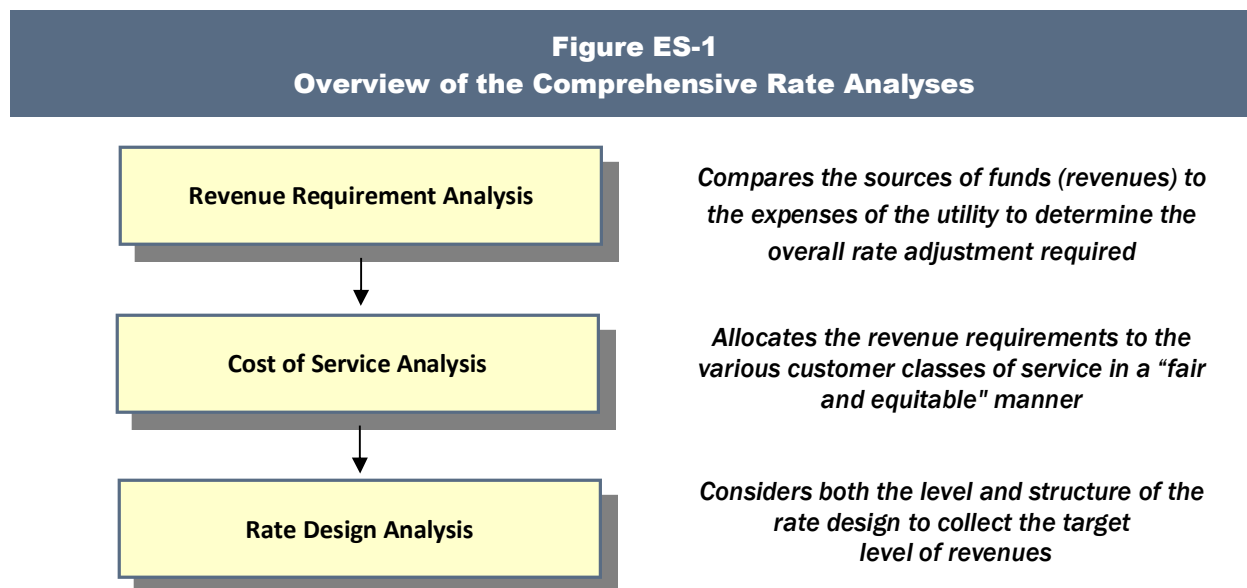 Figure ES-1
Overview of the Comprehensive Rate Analyses
Revenue Requirement Analysis
Compares the sources of funds (revenues) to
the expenses of the utility to determine the
overall rate adjustment required
Cost of Service Analysis
Allocates the revenue requirements to the
various customer classes of service in a “fair
and equitable" manner
Rate Design Analysis
Considers both the level and structure of the
rate design to collect the target
level of revenues